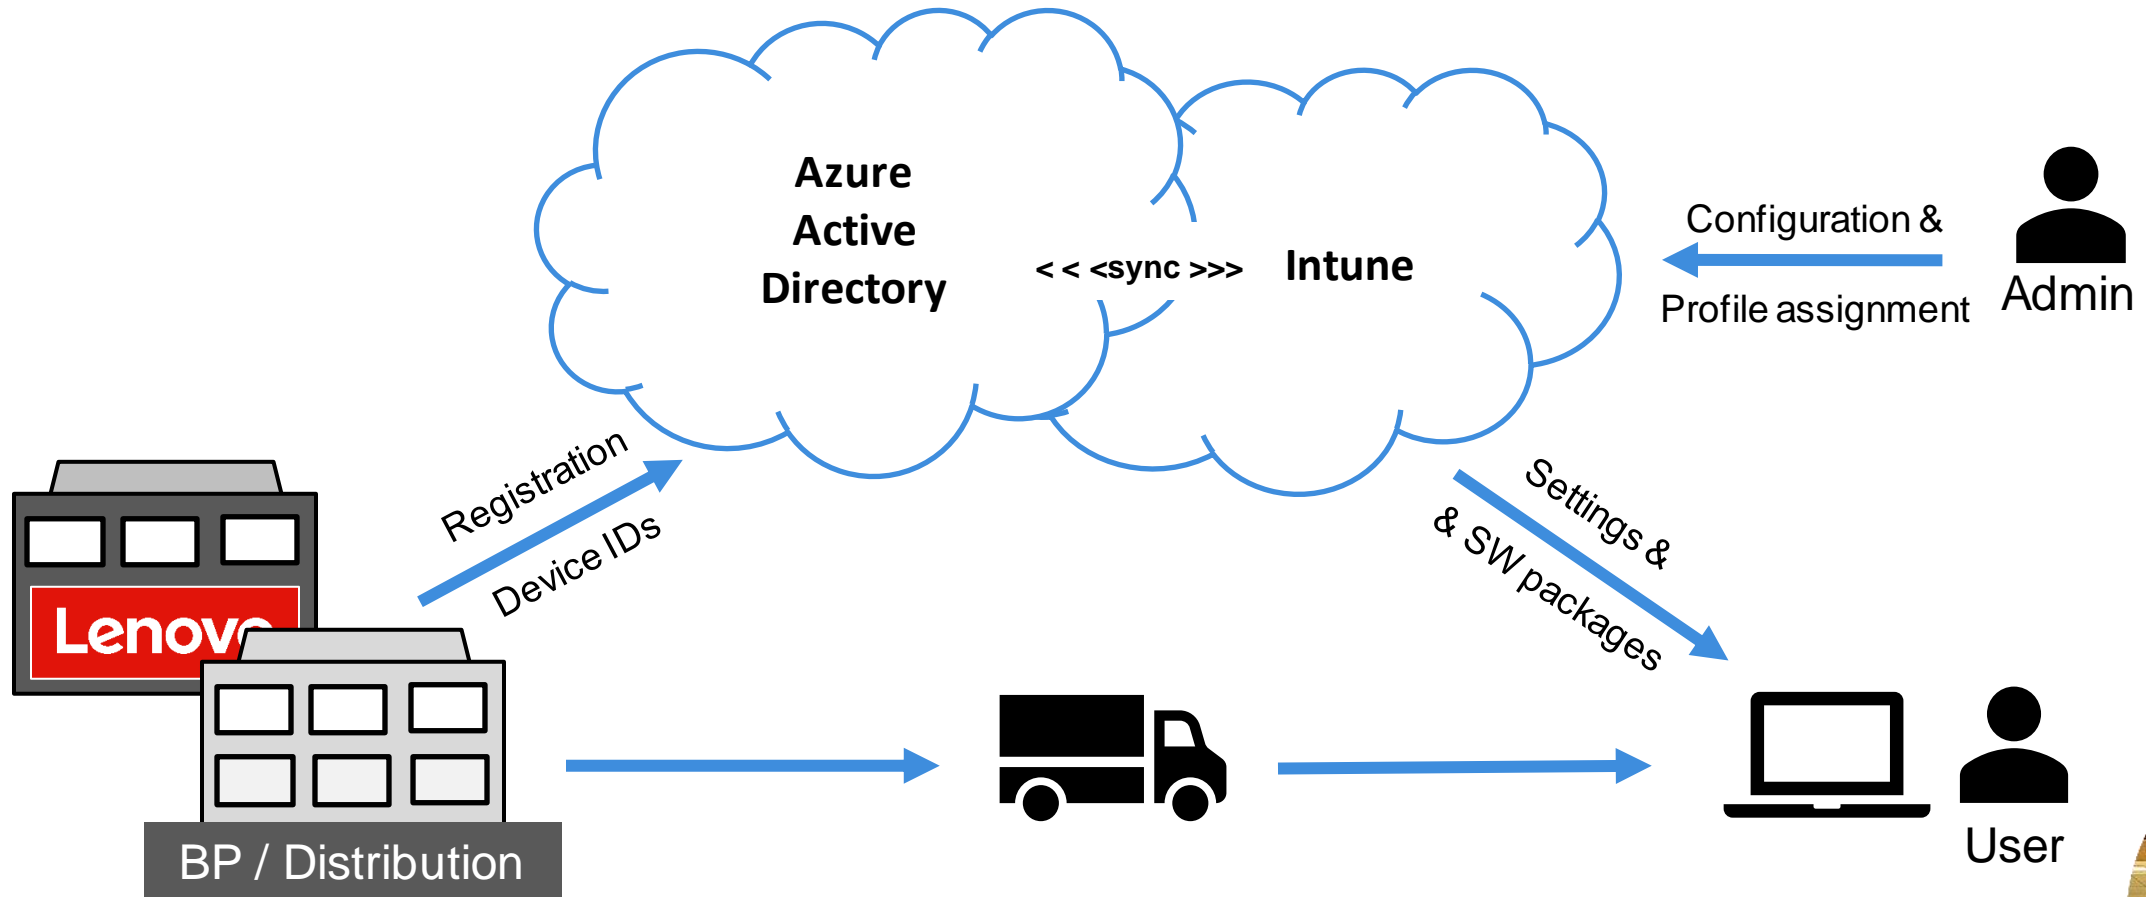 Azure
Active
Directory
< < <sync >>>
Intune
Configuration &
Profile assignment
Admin
Registration
Device IDs
Settings &
& SW packages
Lenovo
BP / Distribution
User